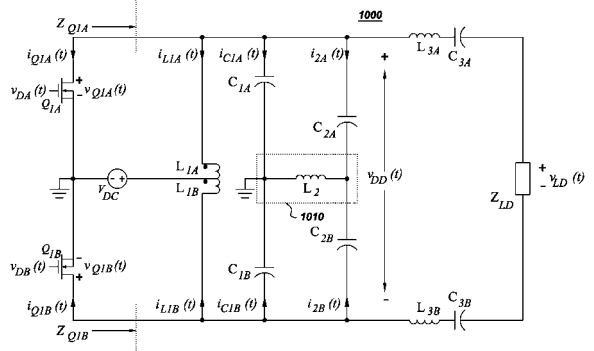 1000
Z_Q1A
i_Q1A(t) i_L1A(t) i_C1A(t) i_2A(t) + L_3A C_3A
v_DA(t) + v_Q1A(t) C_1A
Q_1A -
C_2A
L_1A
- + v_DD(t) + v_LD(t)
V_DC L_1B L_2 Z_LD -
1010
Q_1B - C_2B
v_DB(t) v_Q1B(t) C_1B
+
i_Q1B(t) i_L1B(t) i_C1B(t) i_2B(t) - L_3B C_3B
Z_Q1B